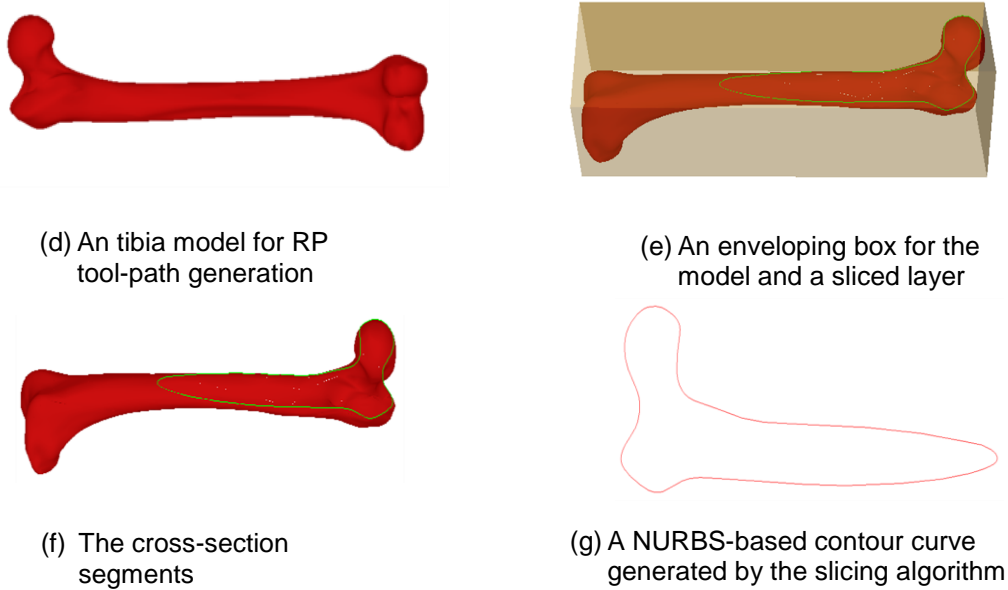 (d) An tibia model for RP
tool-path generation
(e) An enveloping box for the
model and a sliced layer
(f) The cross-section
segments
(g) A NURBS-based contour curve
generated by the slicing algorithm